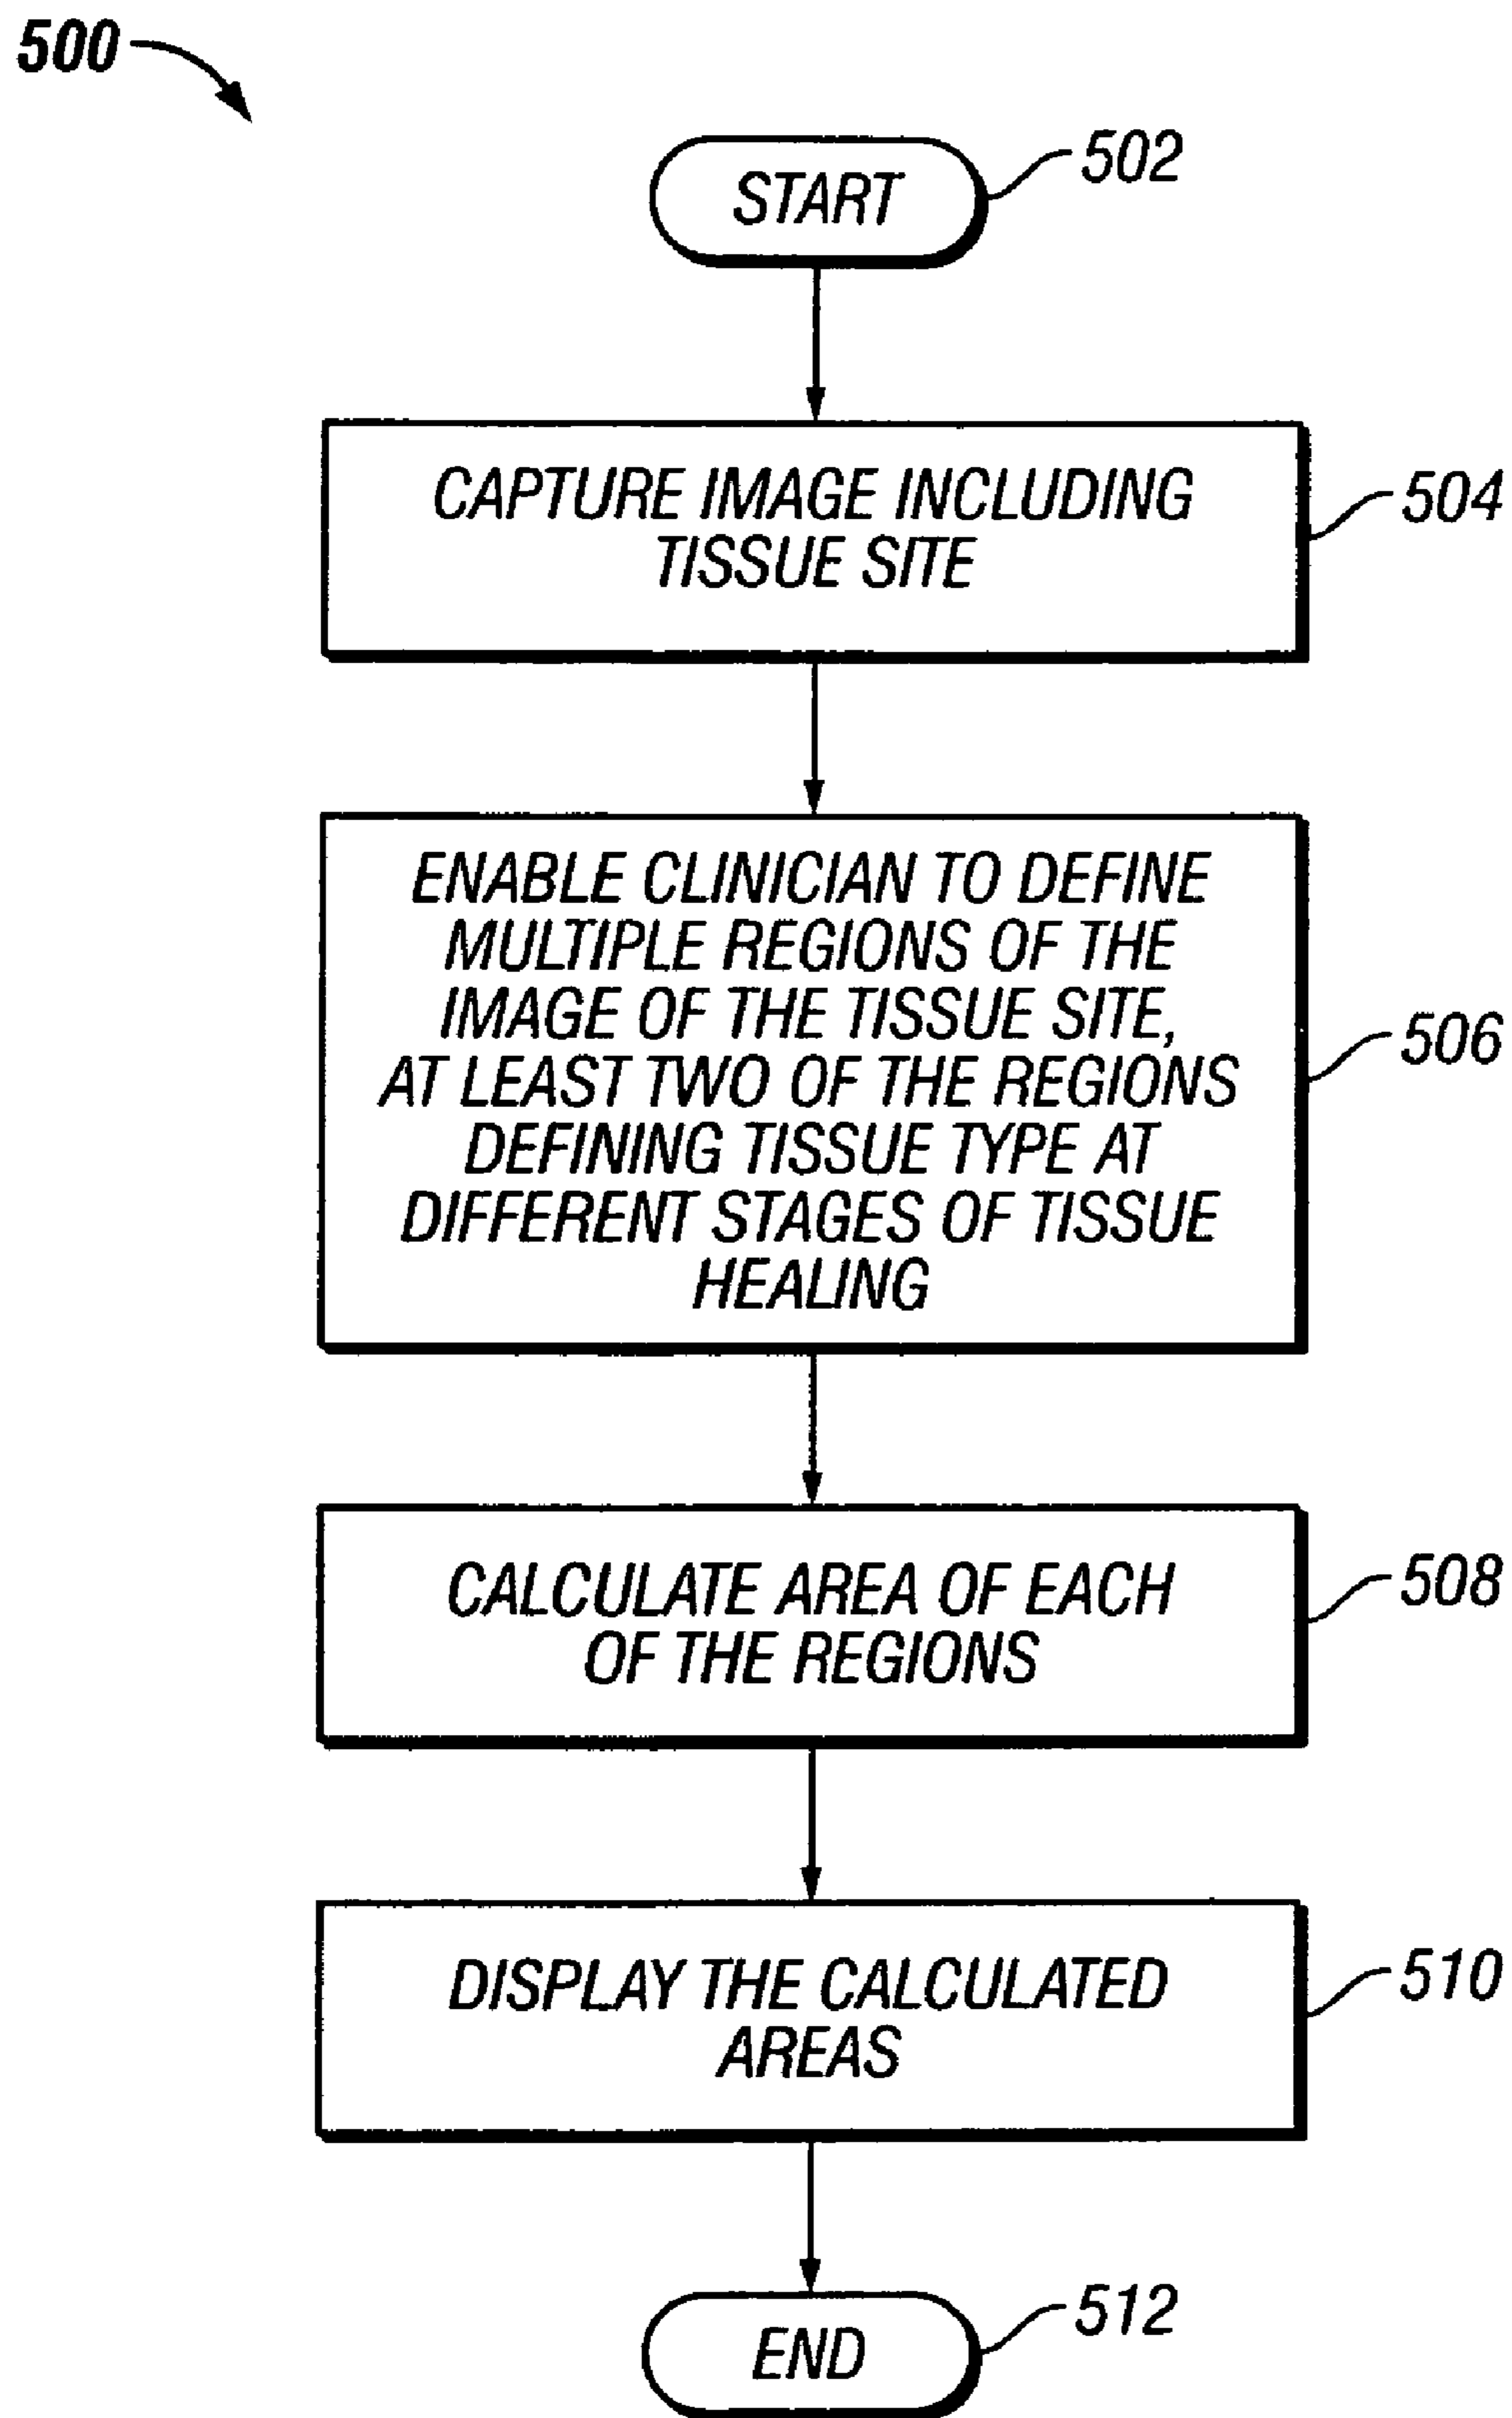 500
START
502
CAPTURE IMAGE INCLUDING
TISSUE SITE
504
ENABLE CLINICIAN TO DEFINE
MULTIPLE REGIONS OF THE
IMAGE OF THE TISSUE SITE,
AT LEAST TWO OF THE REGIONS
DEFINING TISSUE TYPE AT
DIFFERENT STAGES OF TISSUE
HEALING
506
CALCULATE AREA OF EACH
OF THE REGIONS
508
DISPLAY THE CALCULATED
AREAS
510
END
512